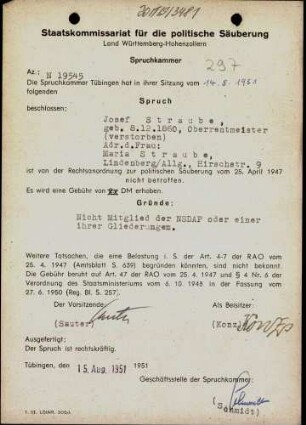 20/19/3481
Staatskommissariat für die politische Säuberung
Land Württemberg-Hohenzollern
Spruchkammer
297
Az.: N 19545
Die Spruchkammer Tübingen hat in ihrer Sitzung vom 14.8.1951
folgenden
Spruch
beschlossen:
Josef Straube,
geb. 8.12.1860, Oberrentmeister
(verstorben)
Adr.d.Frau:
Maria Straube,
Lindenberg/Allg., Hirschstr. 9
ist von der Rechtsanordnung zur politischen Säuberung vom 25. April 1947
nicht betroffen.
Es wird eine Gebühr von xx DM erhoben.
Gründe:
Nicht Mitglied der NSDAP oder einer
ihrer Gliederungen.
Weitere Tatsachen, die eine Belastung i. S. der Art. 4-7 der RAO vom
25. 4. 1947 (Amtsblatt S. 639) begründen könnten, sind nicht bekannt.
Die Gebühr beruht auf Art. 47 der RAO vom 25. 4. 1947 und § 4 Nr. 6 der
Verordnung des Staatsministeriums vom 6. 10. 1948 in der Fassung vom
27. 6. 1950 (Reg. Bl. S. 257).
Der Vorsitzende:
Als Beisitzer:
(Sauter)
(Konz)
Ausgefertigt:
Der Spruch ist rechtskräftig.
Tübingen, 15. Aug. 1951 1951
Geschäftsstelle der Spruchkammer:
(Schmidt)